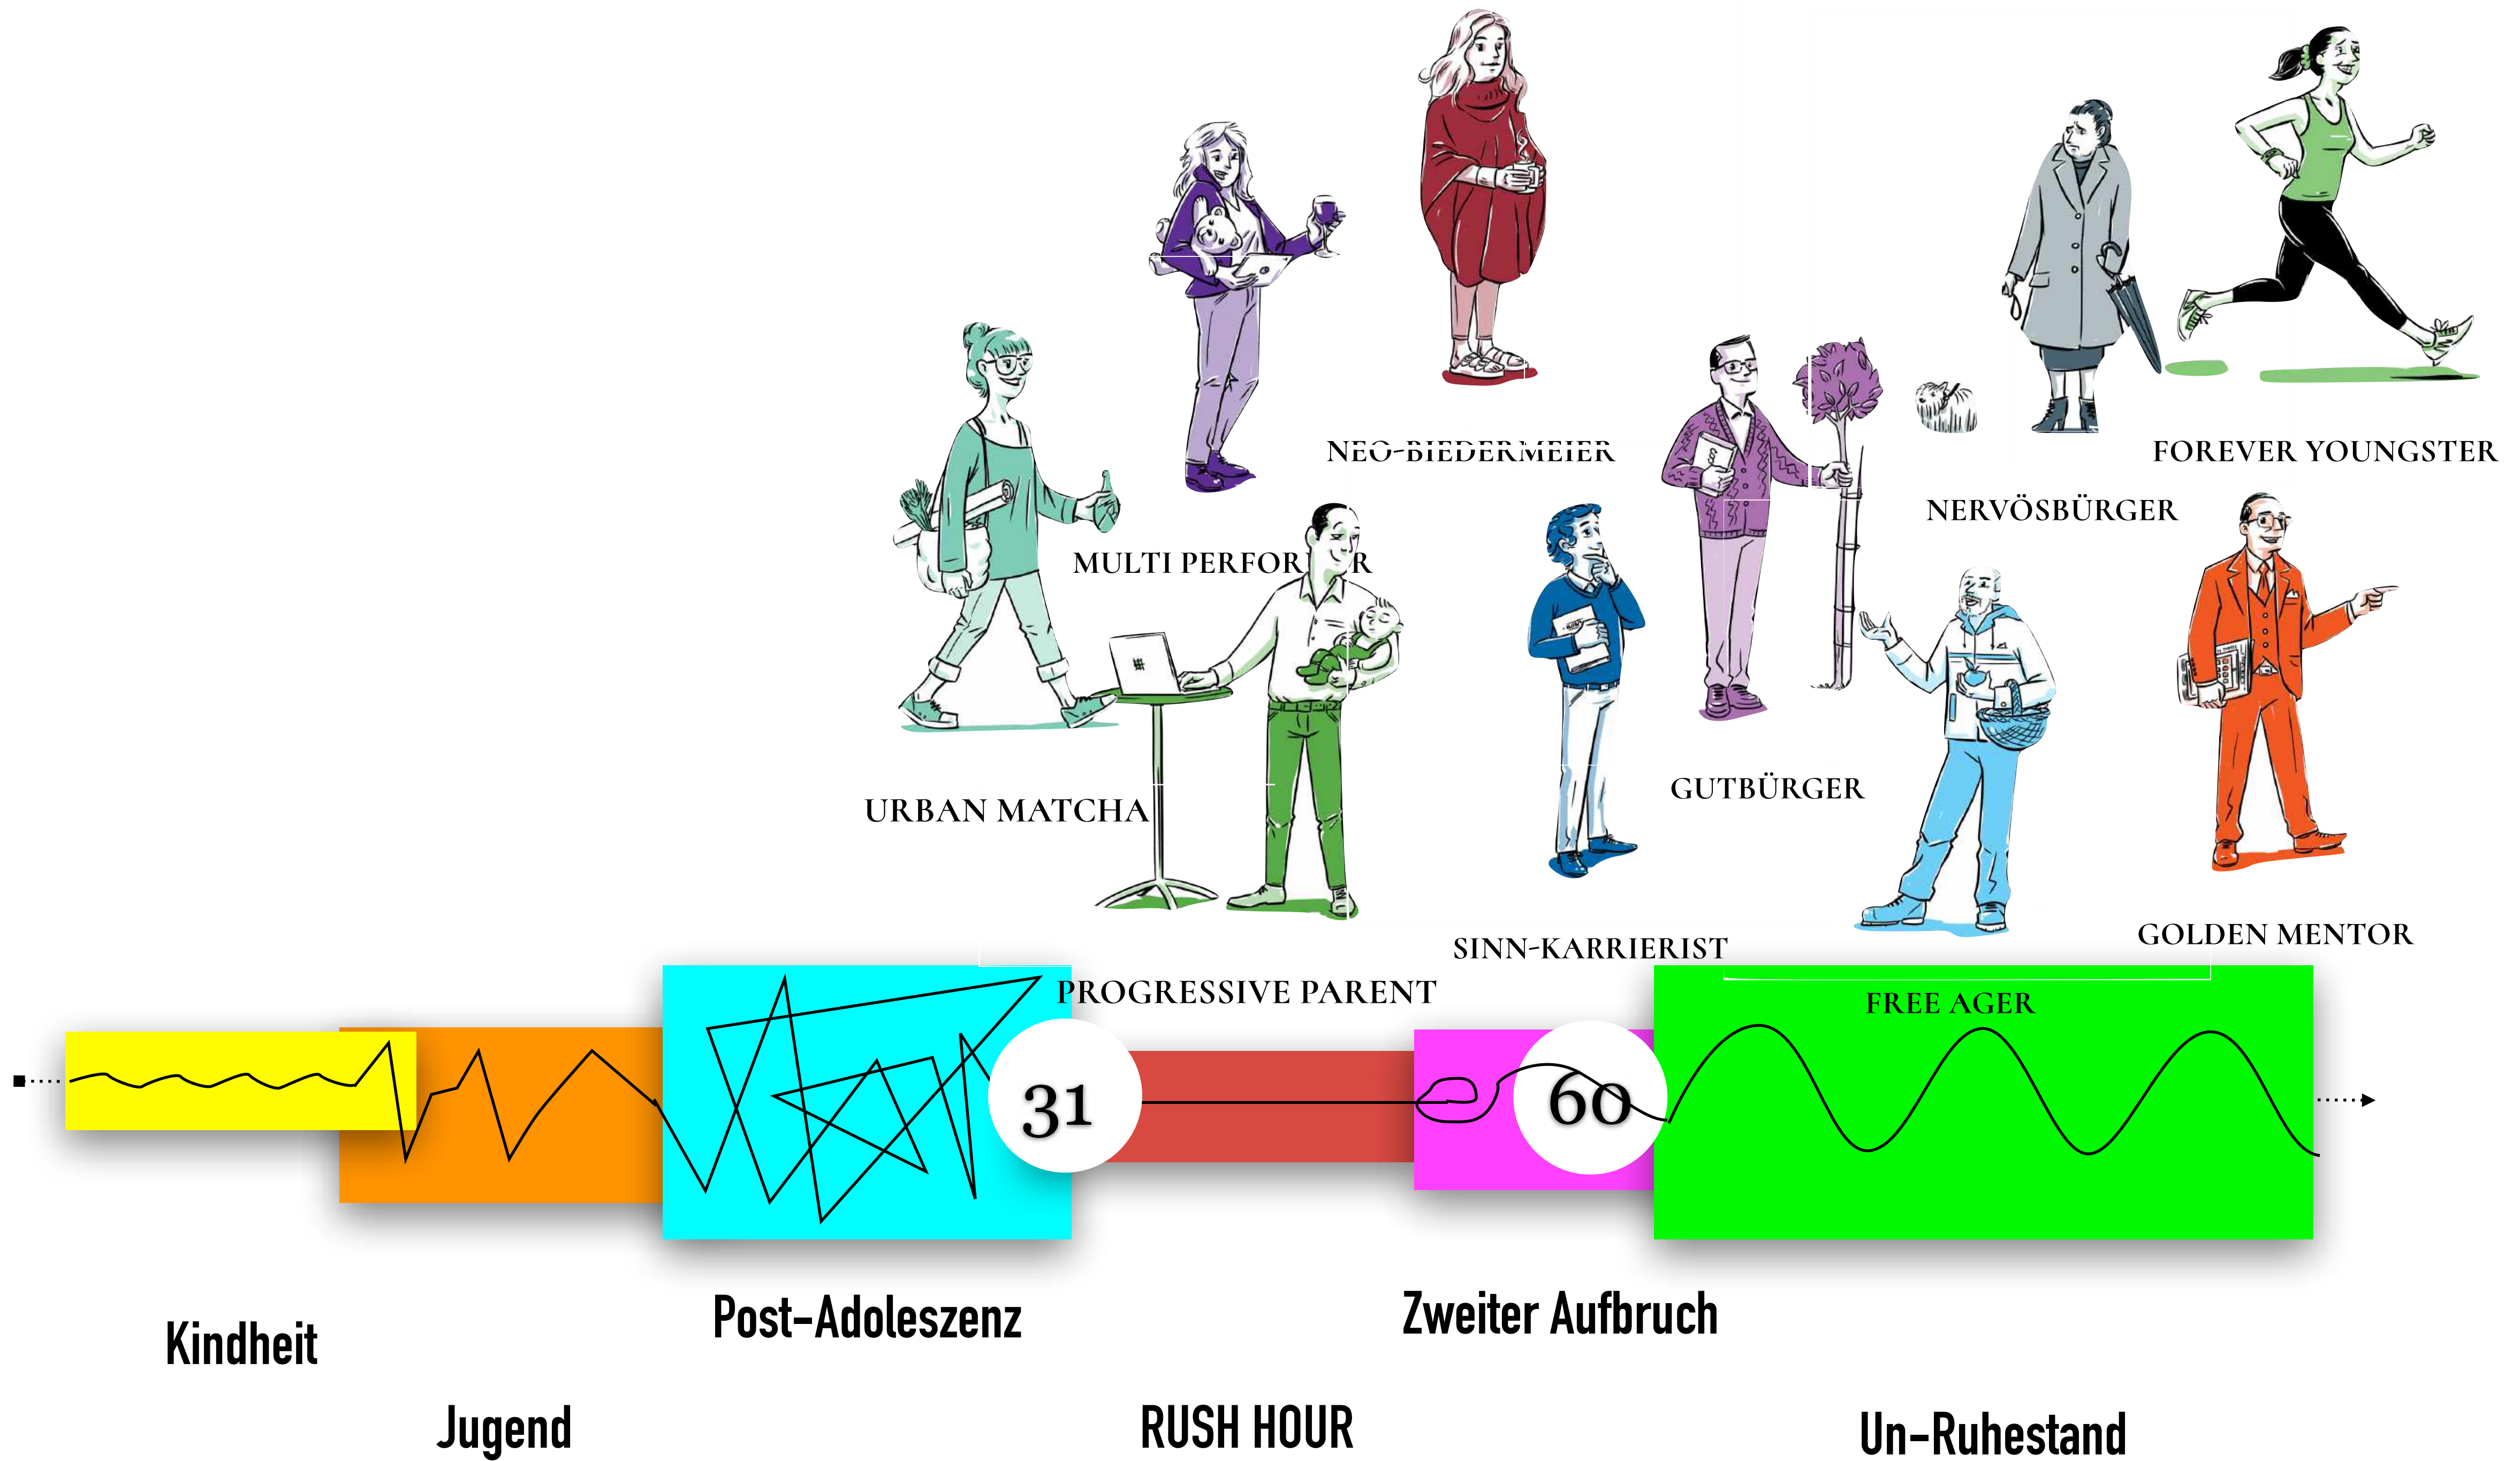 NEO-BIEDERMEIER
FOREVER YOUNGSTER
NERVÖSBÜRGER
MULTI PERFOR R
GUTBÜRGER
URBAN MATCHA
GOLDEN MENTOR
SINN-KARRIERIST
PROGRESSIVE PARENT
FREE AGER
31
60
Post-Adoleszenz
Zweiter Aufbruch
Kindheit
Jugend
RUSH HOUR
Un-Ruhestand